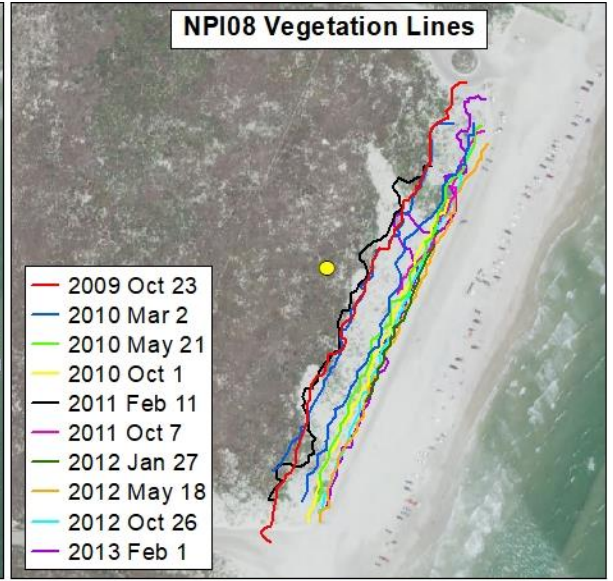 NPI08 Vegetation Lines
2009 Oct 23
2010 Mar 2
2010 May 21
2010 Oct 1
2011 Feb 11
2011 Oct 7
2012 Jan 27
2012 May 18
2012 Oct 26
2013 Feb 1